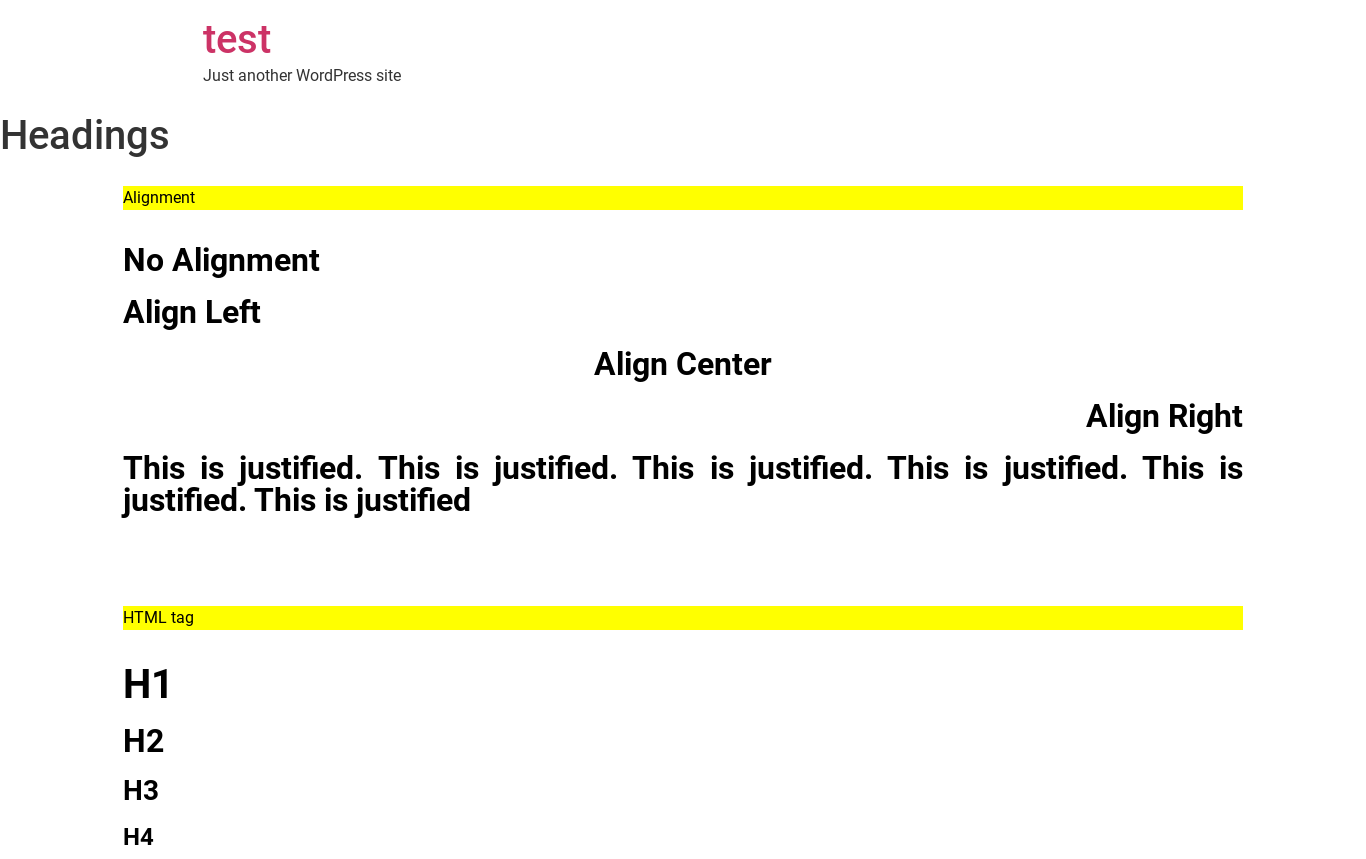 test
Just another WordPress site
Headings
Alignment
No Alignment
Align Left
Align Center
Align Right
This is justified. This is justified. This is justified. This is justified. This is
justified. This is justified
HTML tag
H1
H2
H3
H4